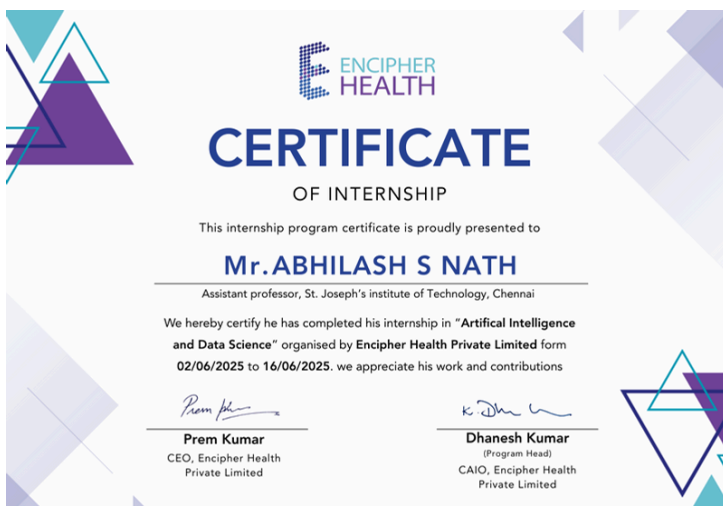 ENCIPHER
HEALTH
CERTIFICATE
OF INTERNSHIP
This internship program certificate is proudly presented to
Mr.ABHILASH S NATH
Assistant professor, St. Joseph's institute of Technology, Chennai
We hereby certify he has completed his internship in "Artifical Intelligence
and Data Science" organised by Encipher Health Private Limited form
02/06/2025 to 16/06/2025. we appreciate his work and contributions
Prem Kumar
CEO, Encipher Health
Private Limited
Dhanesh Kumar
(Program Head)
CAIO, Encipher Health
Private Limited